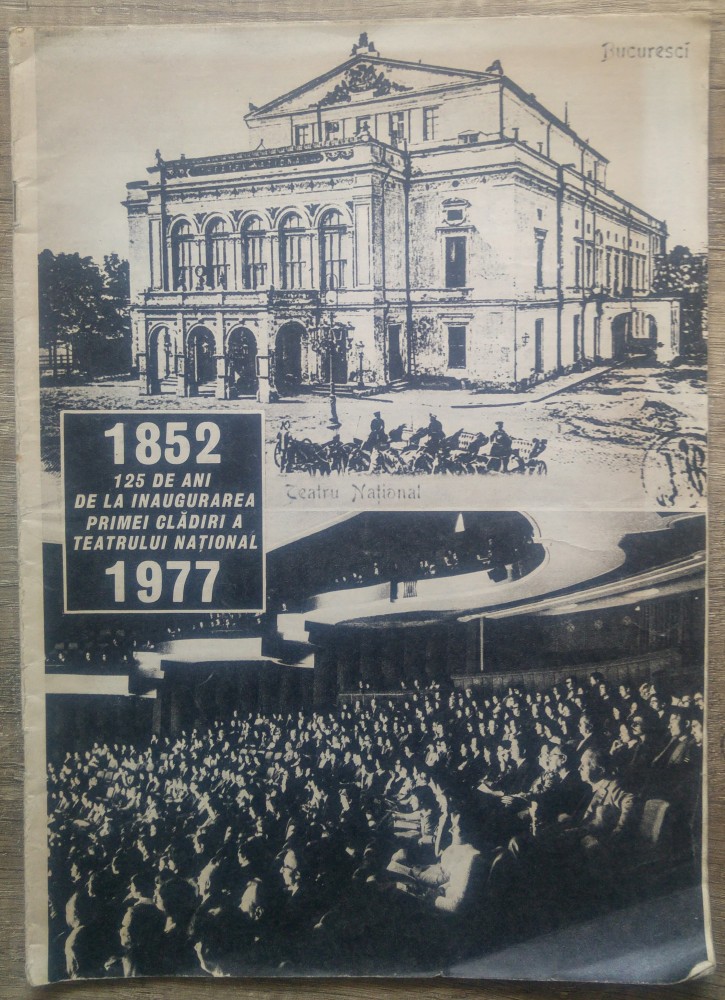 Bucuresci
Teatru Național
1852
125 DE ANI
DE LA INAUGURAREA
PRIMEI CLĂDIRI A
TEATRULUI NAȚIONAL
1977